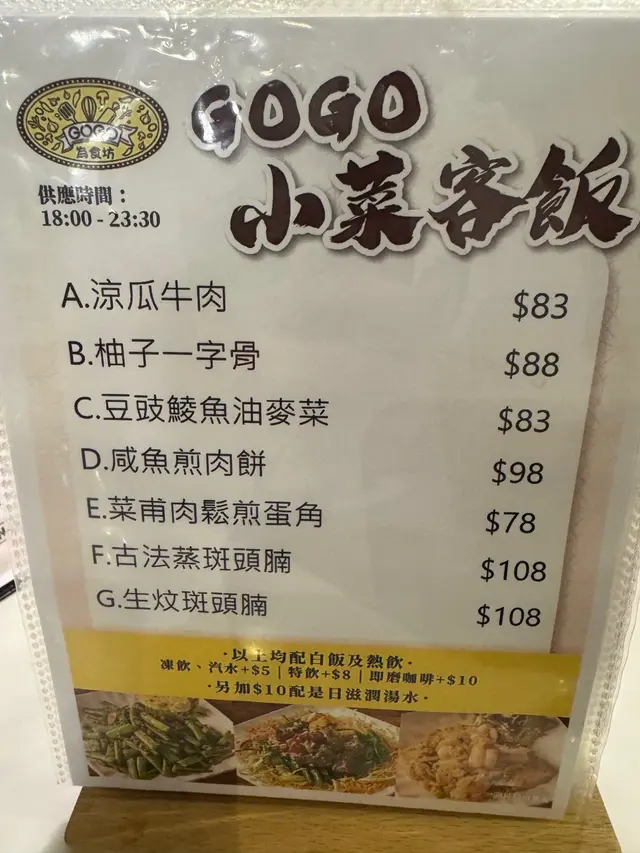 GOGO
為食坊
GOGO
小菜客飯
供應時間：
18:00 - 23:30
A.涼瓜牛肉 $83
B.柚子一字骨 $88
C.豆豉鯪魚油麥菜 $83
D.咸魚煎肉餅 $98
E.菜甫肉鬆煎蛋角 $78
F.古法蒸斑頭腩 $108
G.生炆斑頭腩 $108
·以上均配白飯及熱飲·
凍飲、汽水+$5 | 特飲+$8 | 即磨咖啡+$10
·另加$10配是日滋潤湯水·